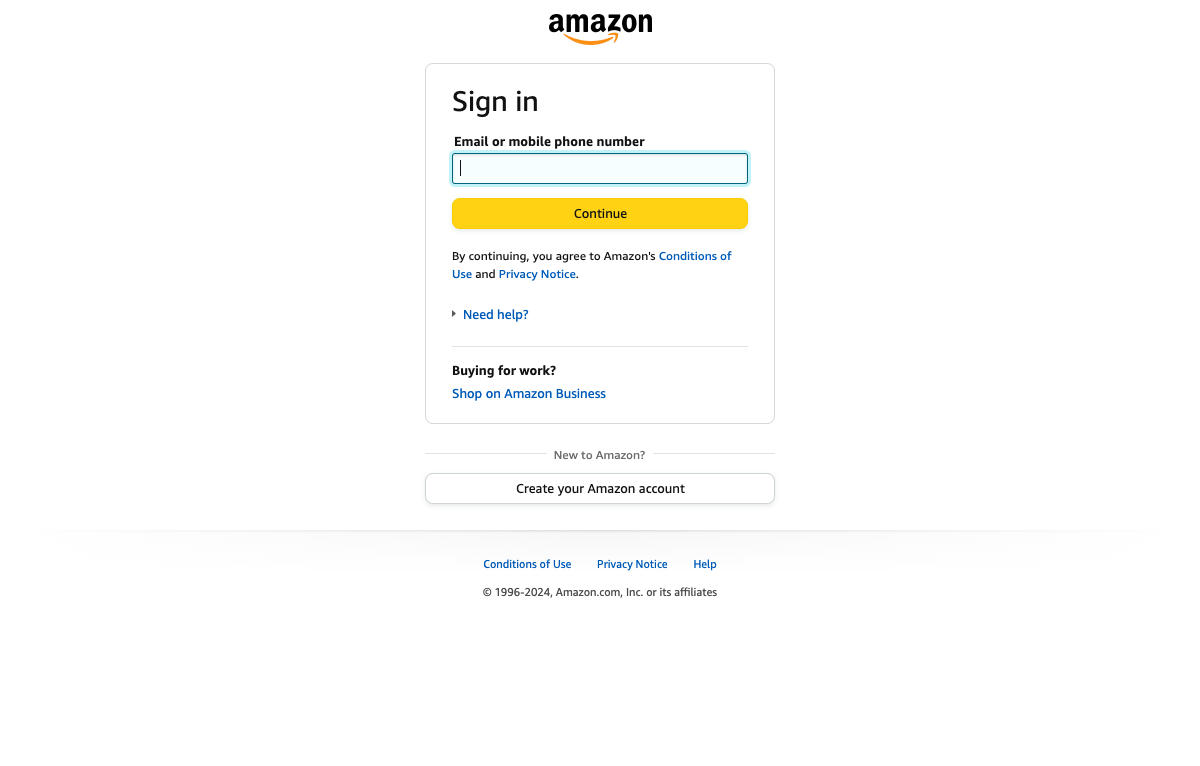 amazon
Sign in
Email or mobile phone number
Continue
By continuing, you agree to Amazon's Conditions of
Use and Privacy Notice.
Need help?
Buying for work?
Shop on Amazon Business
New to Amazon?
Create your Amazon account
Conditions of Use Privacy Notice Help
© 1996-2024, Amazon.com, Inc. or its affiliates